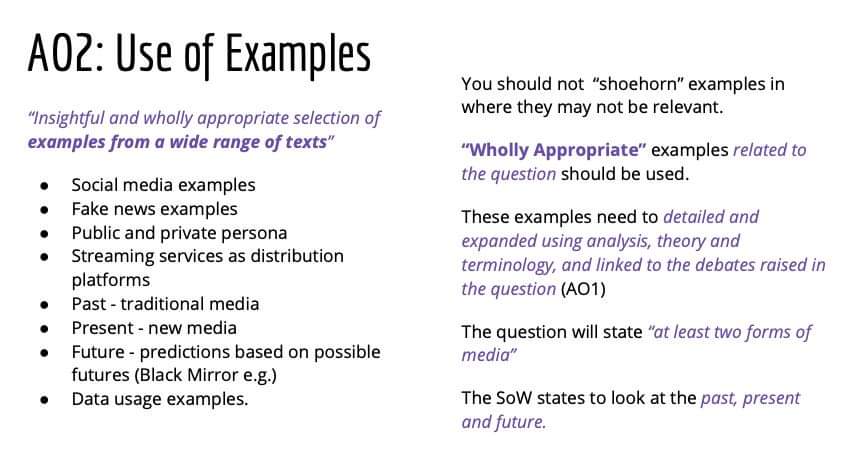 AO2: Use of Examples
“Insightful and wholly appropriate selection of
examples from a wide range of texts”
● Social media examples
● Fake news examples
● Public and private persona
● Streaming services as distribution
platforms
● Past - traditional media
● Present - new media
● Future - predictions based on possible
futures (Black Mirror e.g.)
● Data usage examples.
You should not “shoehorn” examples in
where they may not be relevant.
“Wholly Appropriate” examples related to
the question should be used.
These examples need to detailed and
expanded using analysis, theory and
terminology, and linked to the debates raised in
the question (AO1)
The question will state “at least two forms of
media”
The SoW states to look at the past, present
and future.